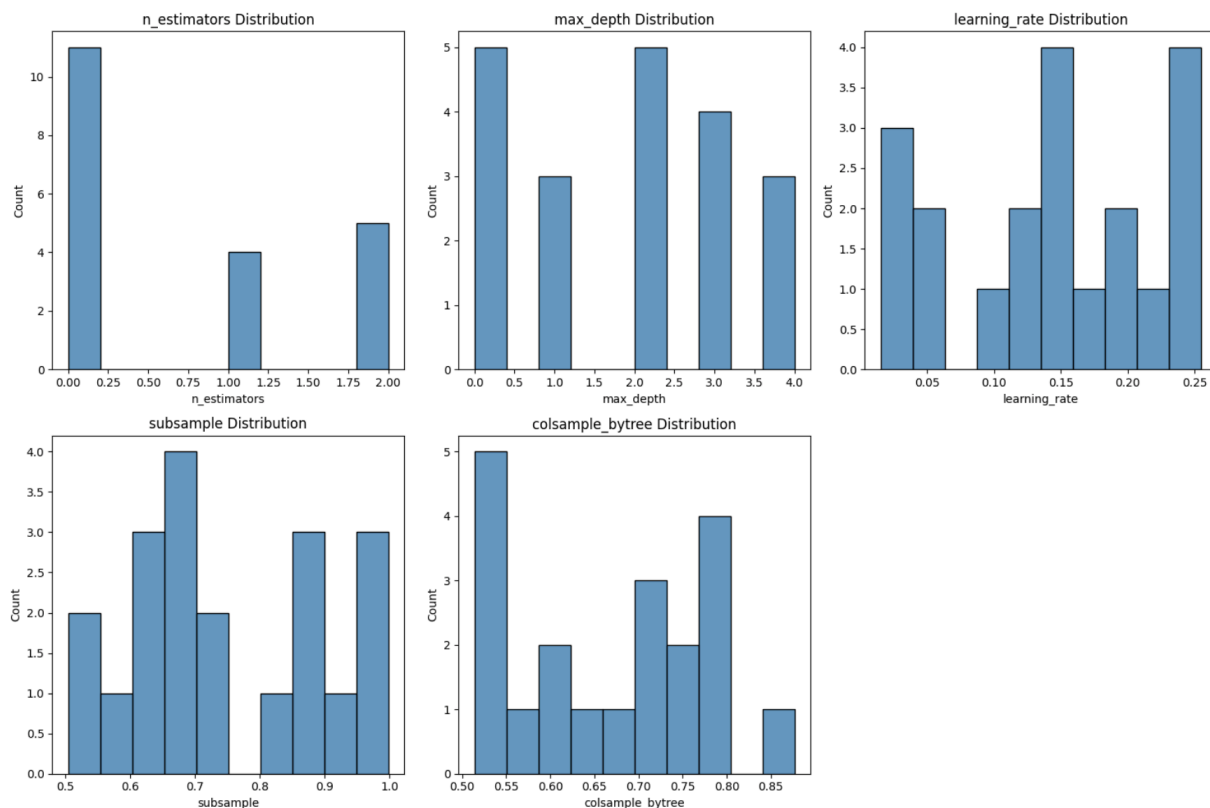 n_estimators Distribution
max_depth Distribution
learning_rate Distribution
Count
10
8
6
4
2
0
0.00 0.25 0.50 0.75 1.00 1.25 1.50 1.75 2.00
n_estimators
Count
5
4
3
2
1
0
0.0 0.5 1.0 1.5 2.0 2.5 3.0 3.5 4.0
max_depth
Count
4.0
3.5
3.0
2.5
2.0
1.5
1.0
0.5
0.0
0.05 0.10 0.15 0.20 0.25
learning_rate
subsample Distribution
colsample_bytree Distribution
Count
4.0
3.5
3.0
2.5
2.0
1.5
1.0
0.5
0.0
0.5 0.6 0.7 0.8 0.9 1.0
subsample
Count
5
4
3
2
1
0
0.50 0.55 0.60 0.65 0.70 0.75 0.80 0.85
colsample_bytree